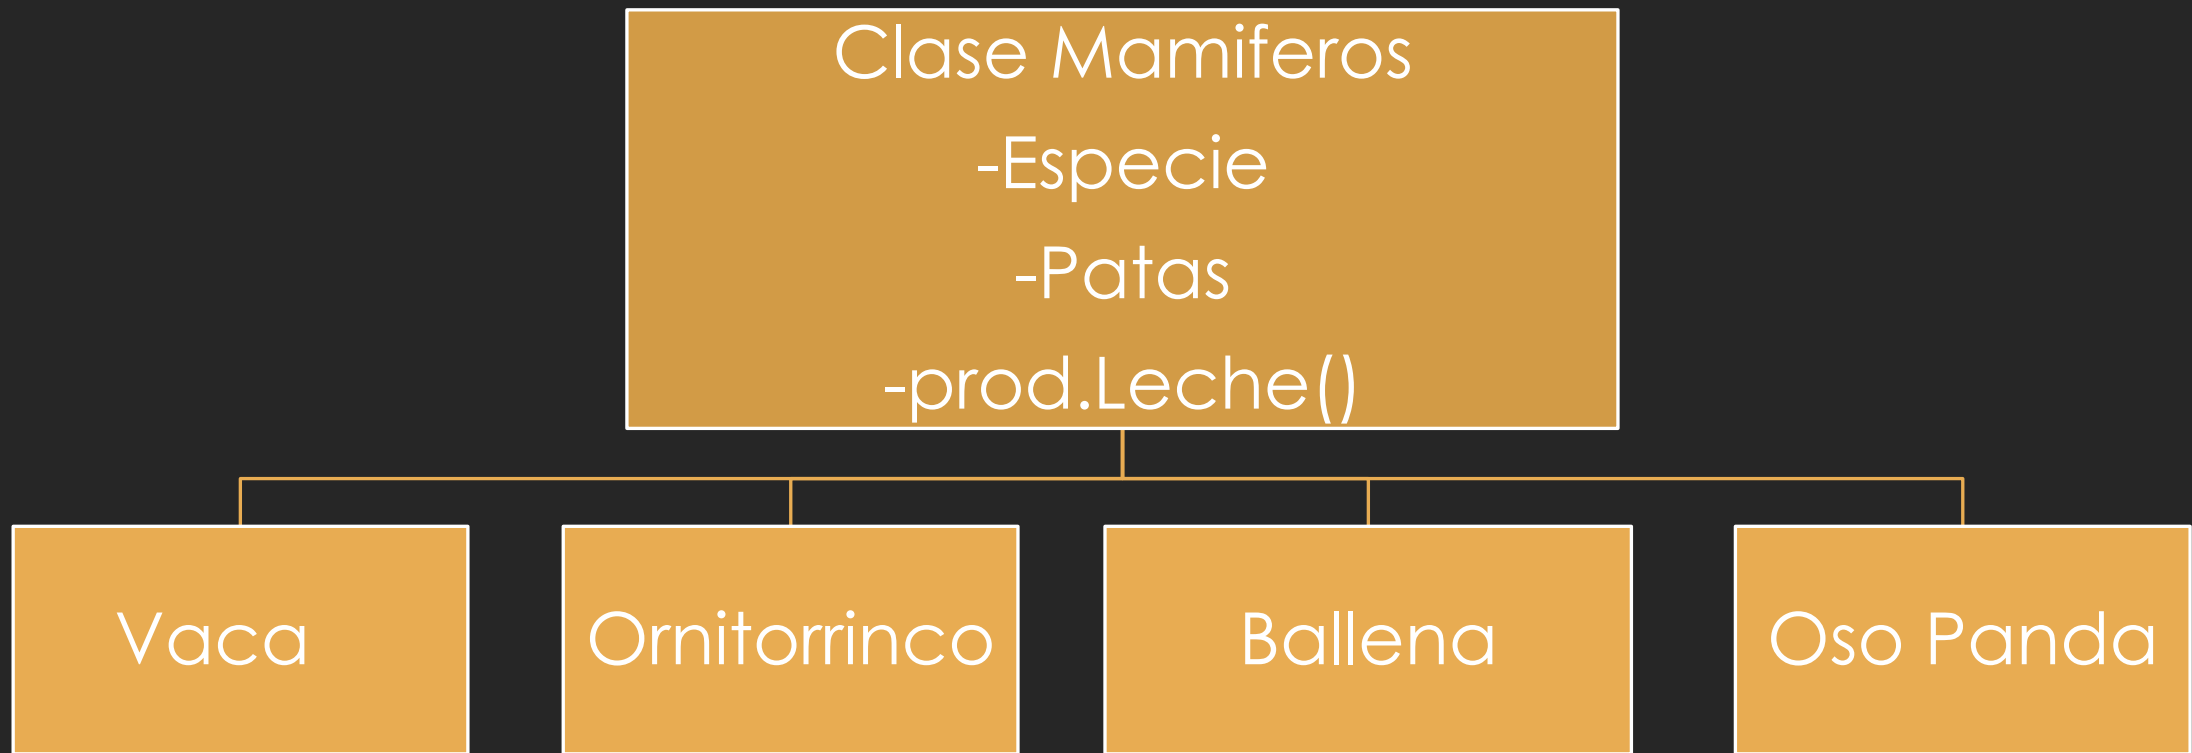 Clase Mamiferos
-Especie
-Patas
-prod.Leche()
Vaca
Ornitorrinco
Ballena
Oso Panda